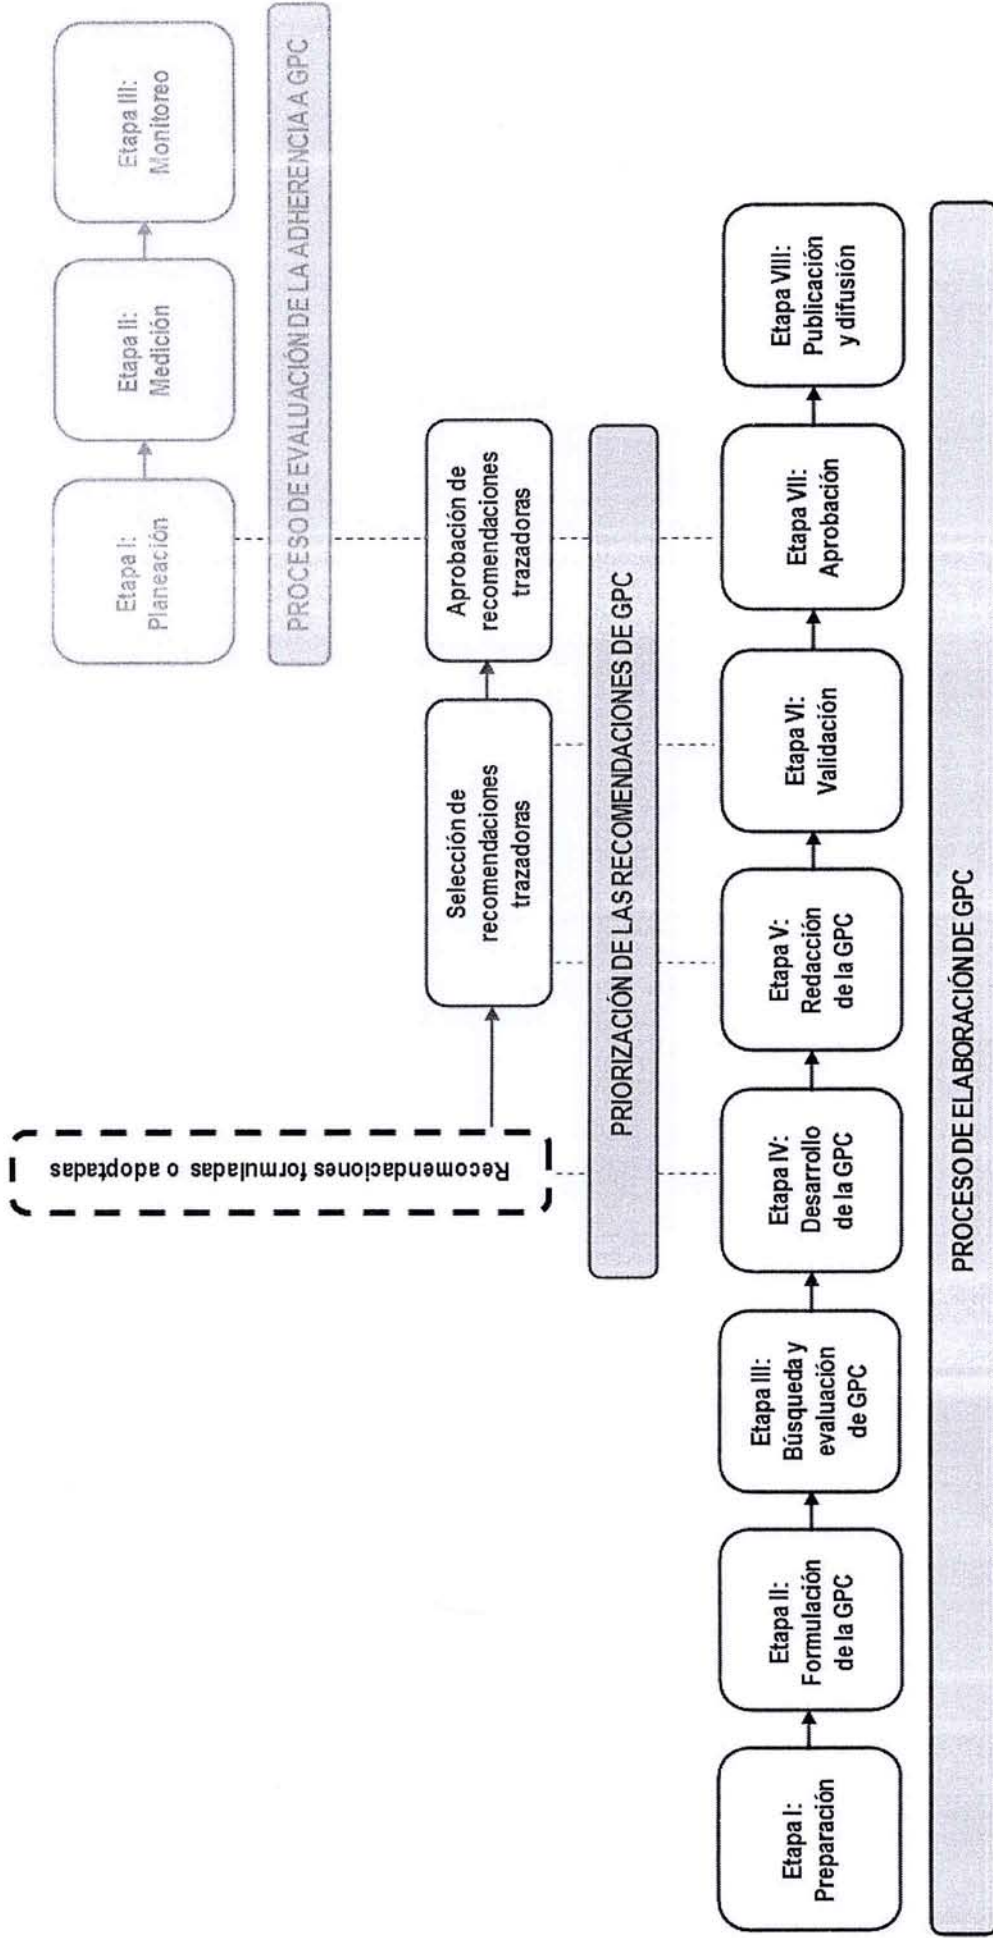 Etapa I:
Planeación
Etapa II:
Medición
Etapa III:
Monitoreo
PROCESO DE EVALUACIÓN DE LA ADHERENCIA A GPC
Recomendaciones formuladas o adoptadas
Selección de
recomendaciones
trazadoras
Aprobación de
recomendaciones
trazadoras
PRIORIZACIÓN DE LAS RECOMENDACIONES DE GPC
Etapa I:
Preparación
Etapa II:
Formulación
de la GPC
Etapa III:
Búsqueda y
evaluación
de GPC
Etapa IV:
Desarrollo
de la GPC
Etapa V:
Redacción
de la GPC
Etapa VI:
Validación
Etapa VII:
Aprobación
Etapa VIII:
Publicación
y difusión
PROCESO DE ELABORACIÓN DE GPC